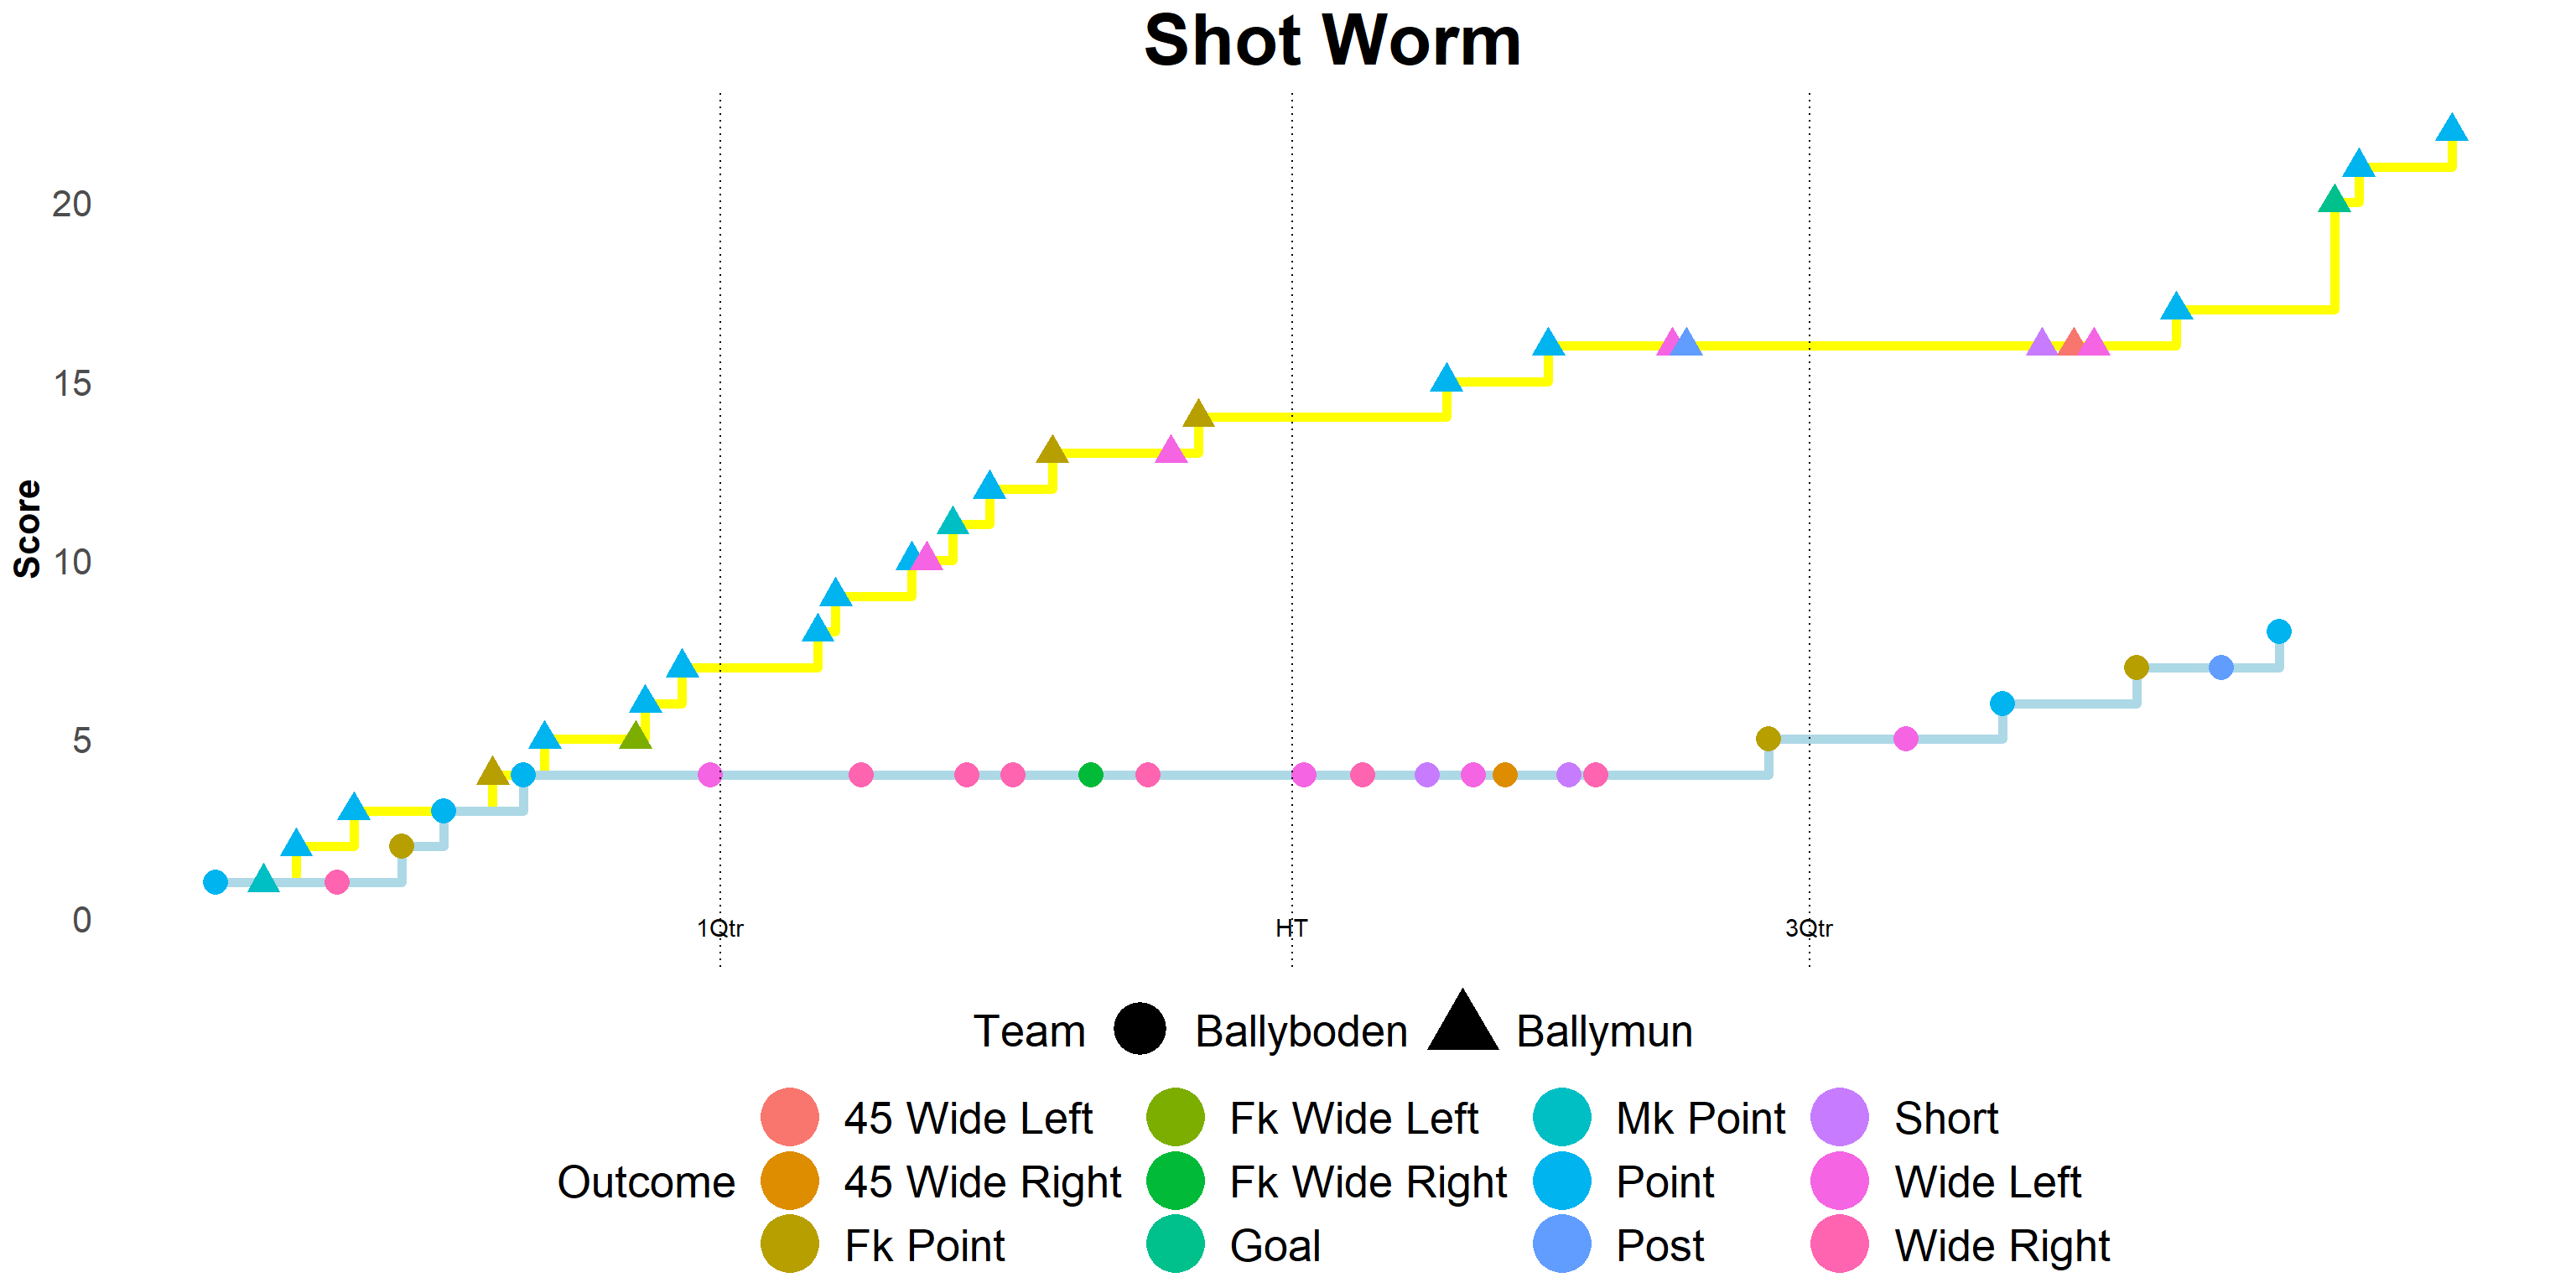 Shot Worm
20
15
10
5
0
Score
1Qtr HT 3Qtr
Team Ballyboden Ballymun
45 Wide Left Fk Wide Left Mk Point Short
Outcome 45 Wide Right Fk Wide Right Point Wide Left
Fk Point Goal Post Wide Right